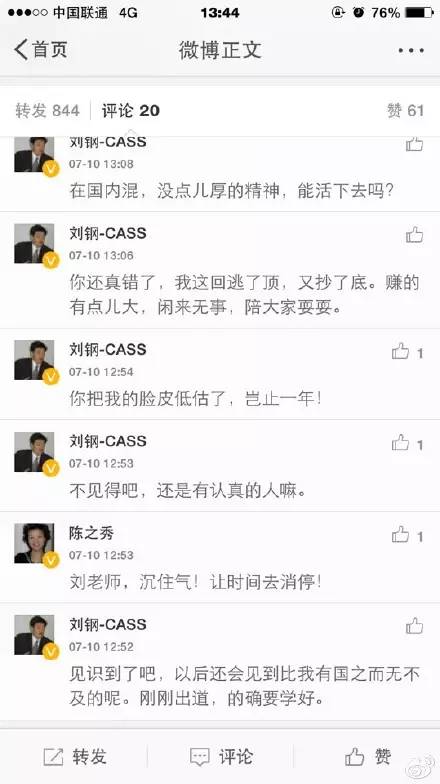 中国联通 4G 13:44 76%
首页 微博正文
转发 844 评论 20 赞 61
刘钢-CASS
07-10 13:08
在国内混，没点儿厚的精神，能活下去吗？
刘钢-CASS
07-10 13:06
你还真错了，我这回逃了顶，又抄了底。赚的
有点儿大，闲来无事，陪大家耍耍。
刘钢-CASS
1
07-10 12:54
你把我的脸皮低估了，岂止一年！
刘钢-CASS
1
07-10 12:53
不见得吧，还是有认真的人嘛。
陈之秀
1
07-10 12:53
刘老师，沉住气！让时间去消停！
刘钢-CASS
07-10 12:52
见识到了吧，以后还会见到比我有国之而无不
及的呢。刚刚出道，的确要学好。
转发 评论 赞